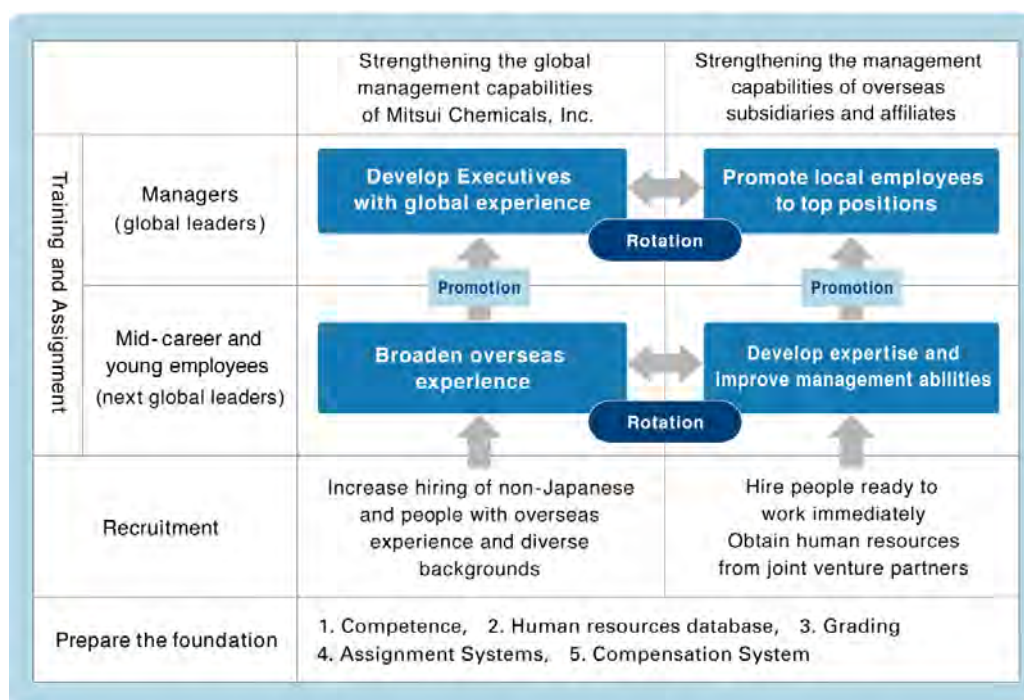 Strengthening the global
management capabilities
of Mitsui Chemicals, Inc.
Strengthening the management
capabilities of overseas
subsidiaries and affiliates
Training and Assignment
Managers
(global leaders)
Develop Executives
with global experience
Promote local employees
to top positions
Rotation
Promotion
Promotion
Mid-career and
young employees
(next global leaders)
Broaden overseas
experience
Develop expertise and
improve management abilities
Rotation
Recruitment
Increase hiring of non-Japanese
and people with overseas
experience and diverse
backgrounds
Hire people ready to
work immediately
Obtain human resources
from joint venture partners
Prepare the foundation
1. Competence, 2. Human resources database, 3. Grading
4. Assignment Systems, 5. Compensation System